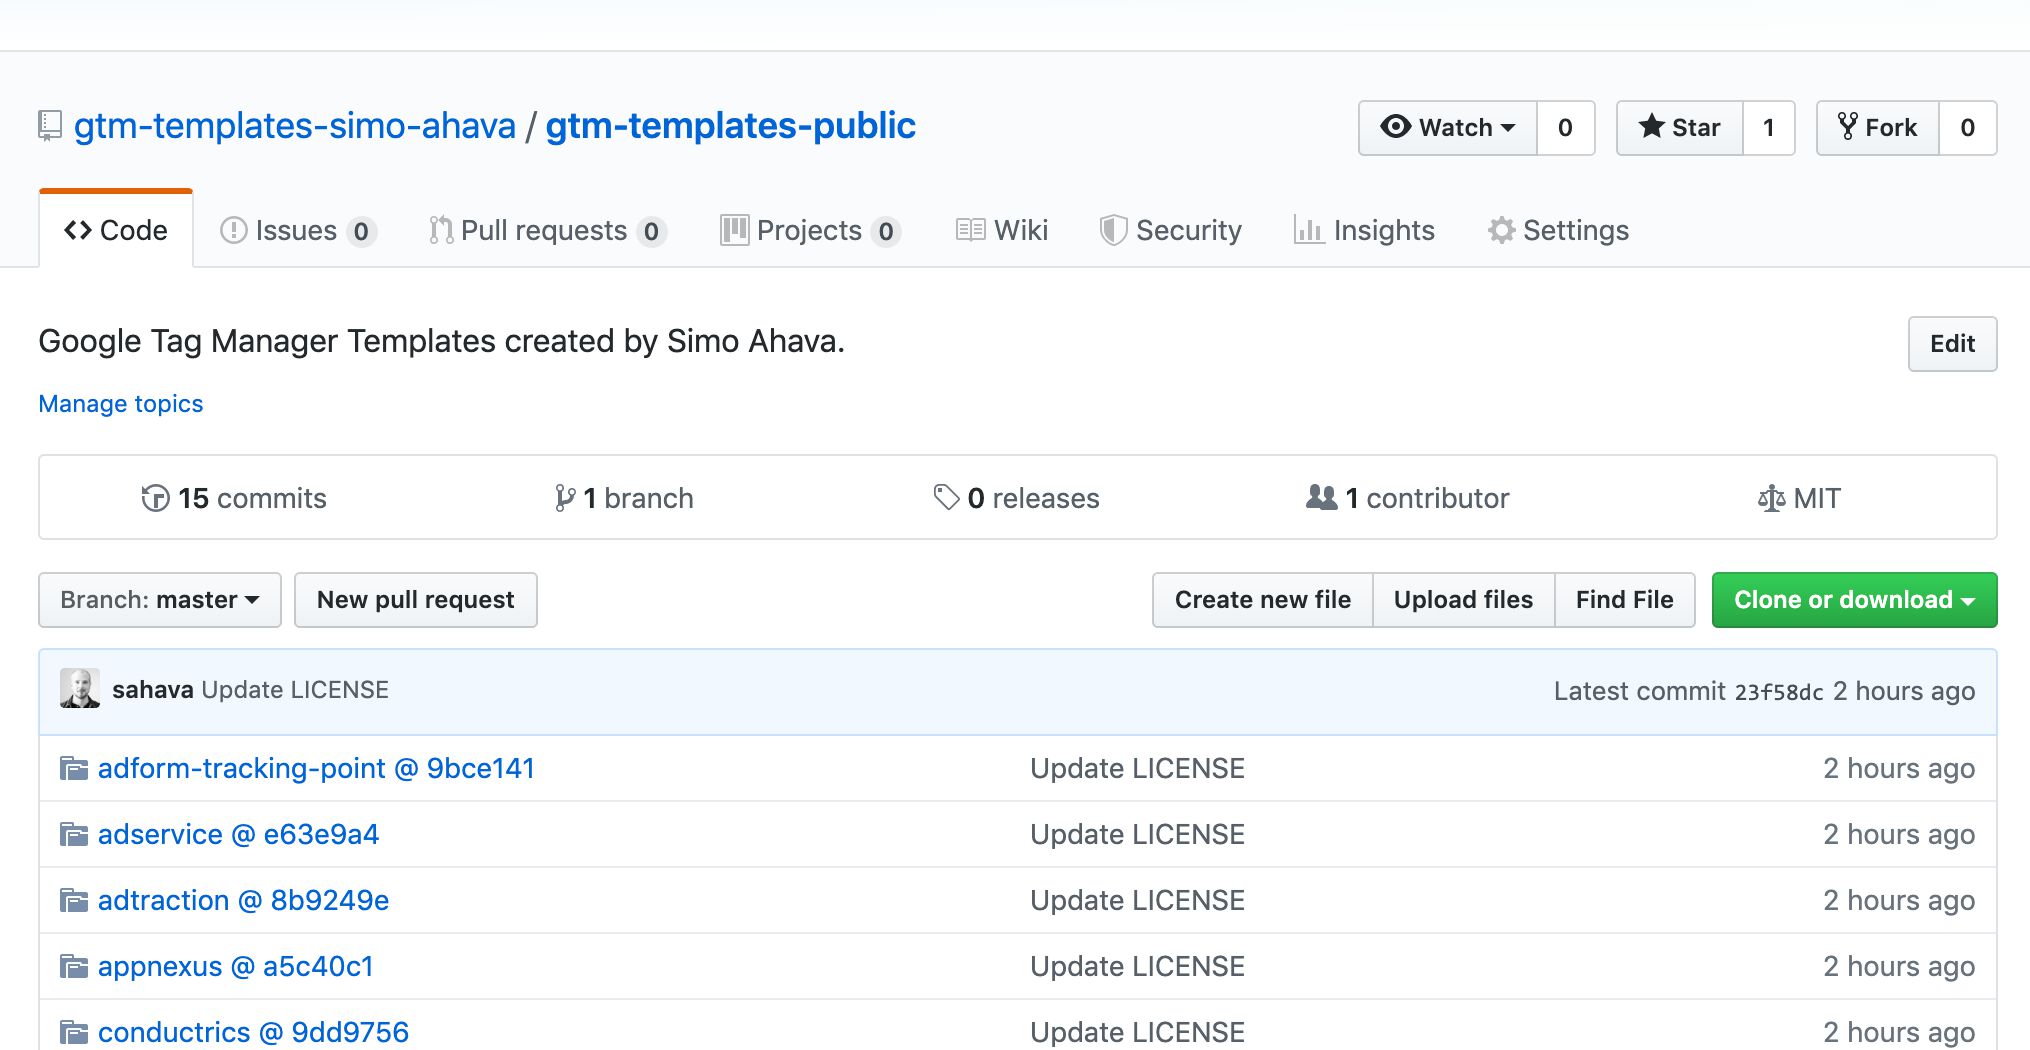 gtm-templates-simo-ahava / gtm-templates-public
Watch 0 Star 1 Fork 0
Code Issues 0 Pull requests 0 Projects 0 Wiki Security Insights Settings
Google Tag Manager Templates created by Simo Ahava.
Edit
Manage topics
15 commits 1 branch 0 releases 1 contributor MIT
Branch: master New pull request Create new file Upload files Find File Clone or download
sahava Update LICENSE Latest commit 23f58dc 2 hours ago
adform-tracking-point @ 9bce141 Update LICENSE 2 hours ago
adservice @ e63e9a4 Update LICENSE 2 hours ago
adtraction @ 8b9249e Update LICENSE 2 hours ago
appnexus @ a5c40c1 Update LICENSE 2 hours ago
conductrics @ 9dd9756 Update LICENSE 2 hours ago